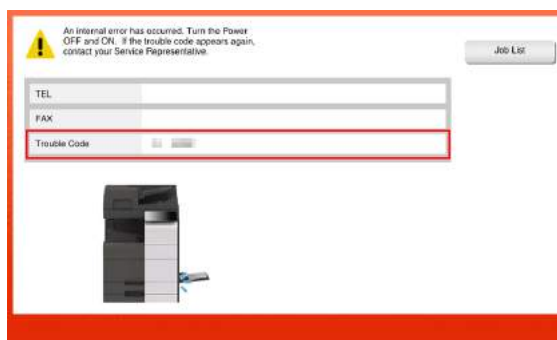 An internal error has occurred. Turn the Power
OFF and ON. If the trouble code appears again,
contact your Service Representative.
Job List
TEL
FAX
Trouble Code